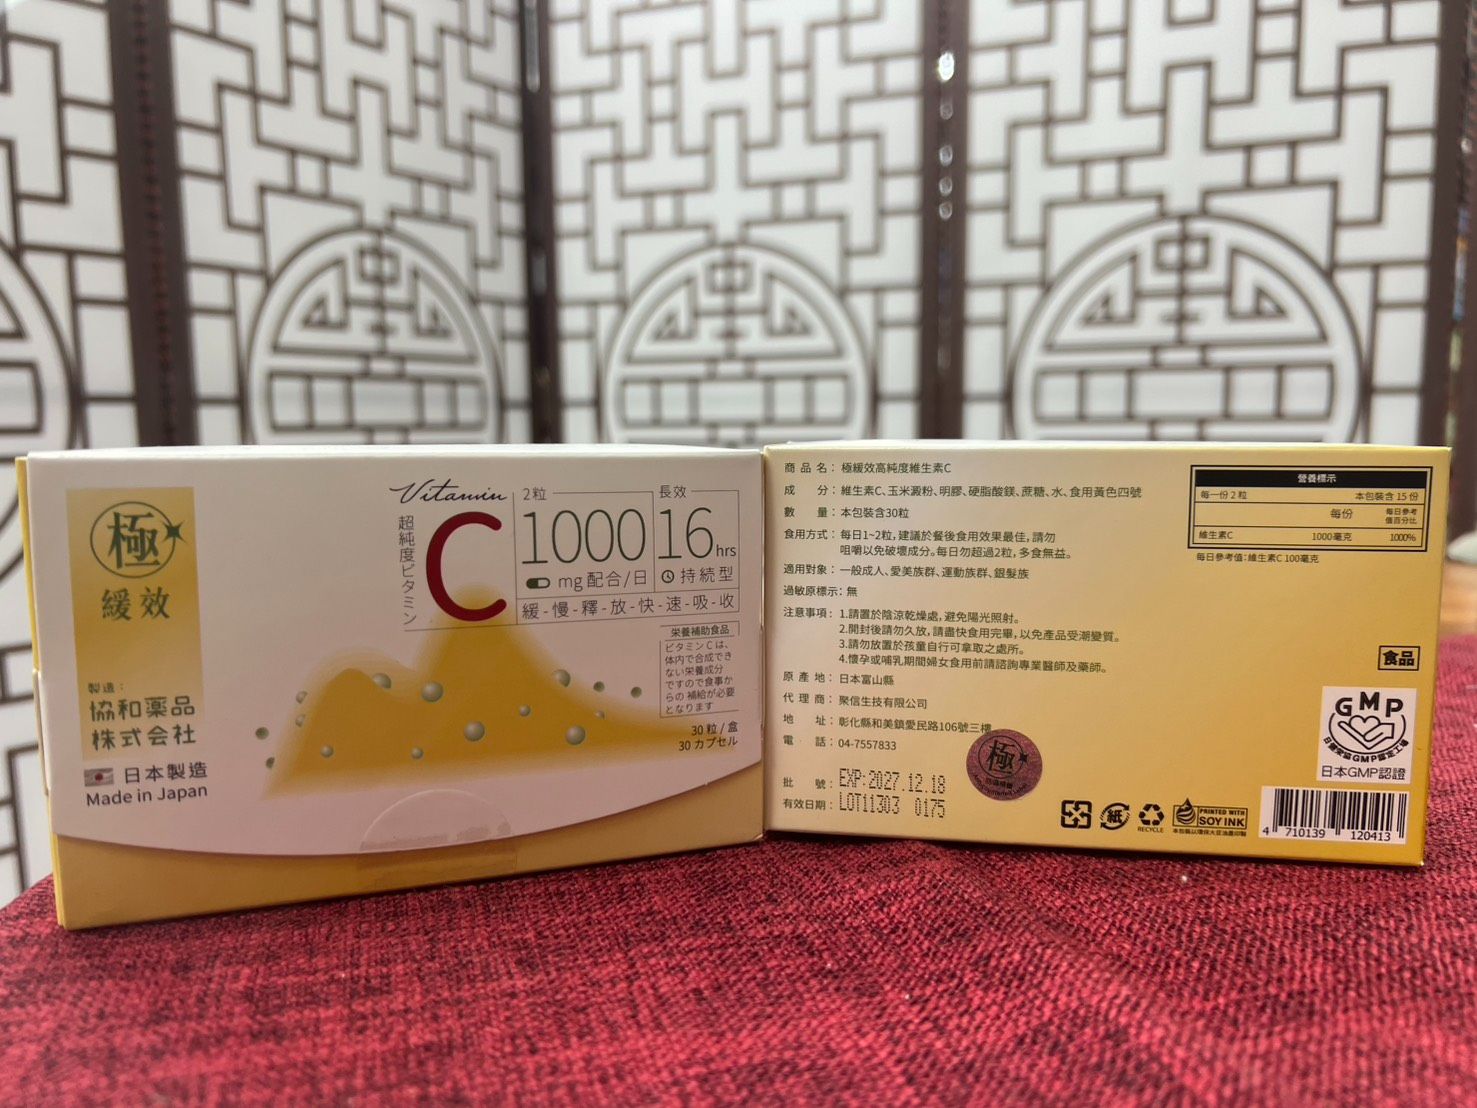 極
緩效
製造：
協和薬品
株式会社
日本製造
Made in Japan
Vitamin
C
超純度ビタミン
2粒
1000
mg配合/日
長效
16hrs
持続型
緩-慢-釋-放-快-速-吸-收
栄養補助食品
ビタミンCは、
体内で合成でき
ない栄養成分
ですので食事か
らの 補給が必要
となります
30 粒 / 盒
30 カプセル
商品名：極緩效高純度維生素C
成分：維生素C、玉米澱粉、明膠、硬脂酸鎂、蔗糖、水、食用黃色四號
數量：本包裝含30粒
食用方式：每日1~2粒，建議於餐後食用效果最佳，請勿
咀嚼以免破壞成分。每日勿超過2粒，多食無益。
適用對象：一般成人、愛美族群、運動族群、銀髮族
過敏原標示：無
注意事項：1.請置於陰涼乾燥處，避免陽光照射。
2.開封後請勿久放，請盡快食用完畢，以免產品受潮變質。
3.請勿放置於孩童自行可拿取之處所。
4.懷孕或哺乳期間婦女食用前請諮詢專業醫師及藥師。
原產地：日本富山縣
代理商：聚信生技有限公司
地址：彰化縣和美鎮愛民路106號三樓
電話：04-7557833
批號：EXP:2027.12.18
有效日期：LOT11303 0175
極
營養標示
每一份 2 粒 本包裝含 15 份
每份 每日參考值百分比
維生素C 1000毫克 1000%
每日參考值：維生素C 100毫克
食品
GMP
日本GMP認證
紙
RECYCLE
PRINTED WITH
SOY INK
本包裝以環保大豆油墨印製
4 710139 120413